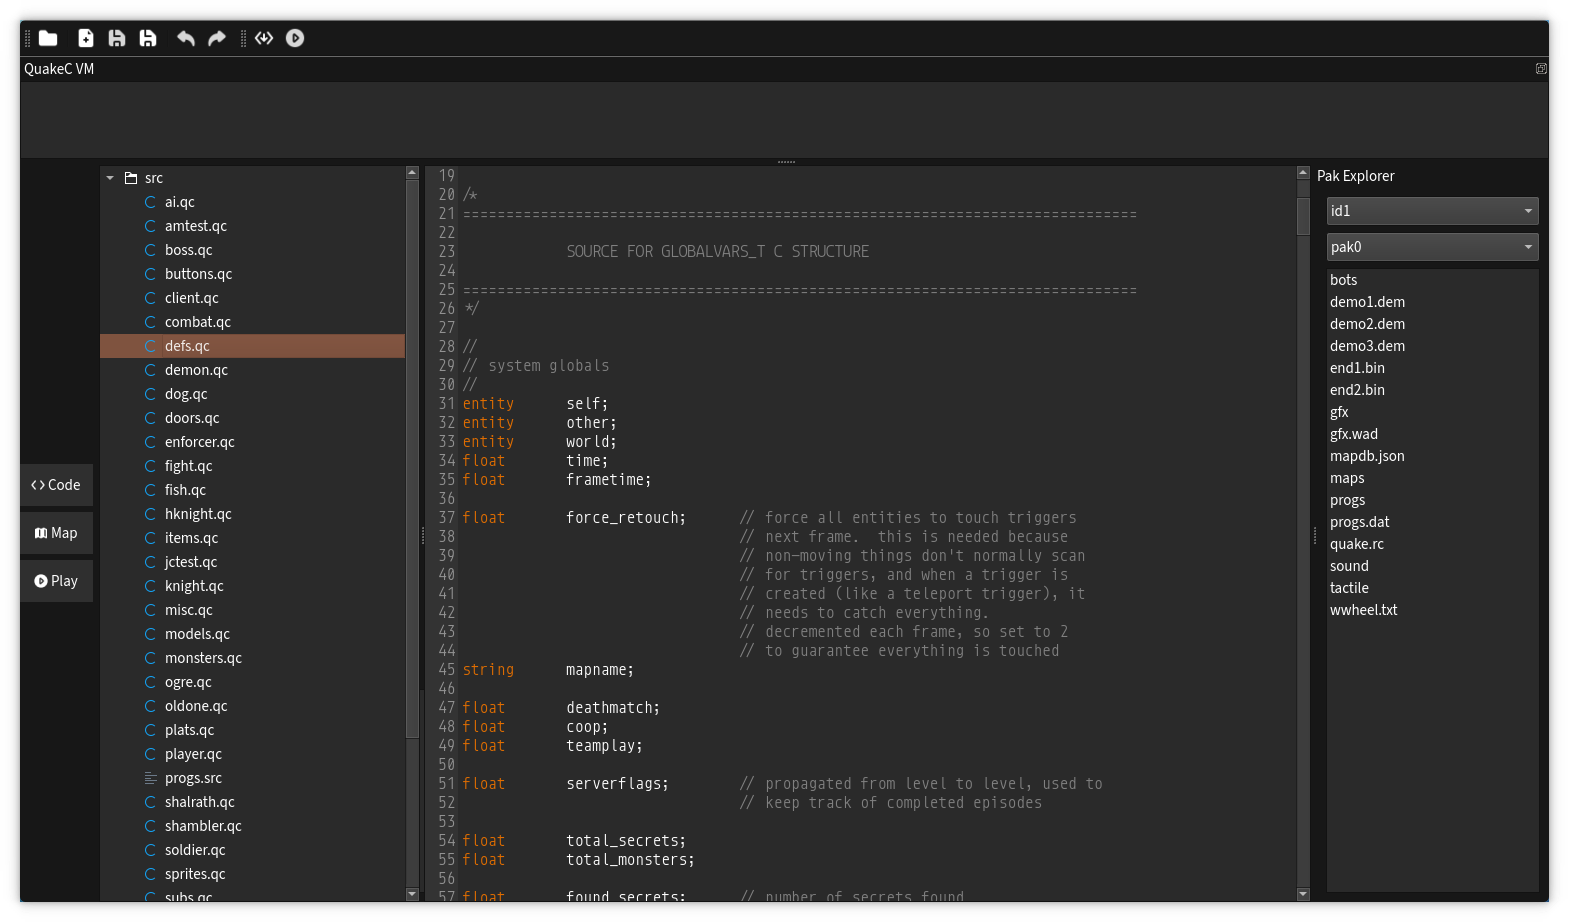 QuakeC VM
Code
Map
Play
src
ai.qc
amtest.qc
boss.qc
buttons.qc
client.qc
combat.qc
defs.qc
demon.qc
dog.qc
doors.qc
enforcer.qc
fight.qc
fish.qc
hknight.qc
items.qc
jctest.qc
knight.qc
misc.qc
models.qc
monsters.qc
ogre.qc
oldone.qc
plats.qc
player.qc
progs.src
shalrath.qc
shambler.qc
soldier.qc
sprites.qc
subs.qc
19
20 /*
21 ==============================================================================
22
23 SOURCE FOR GLOBALVARS_T C STRUCTURE
24
25 ==============================================================================
26 */
27
28 //
29 // system globals
30 //
31 entity self;
32 entity other;
33 entity world;
34 float time;
35 float frametime;
36
37 float force_retouch; // force all entities to touch triggers
38 // next frame.  this is needed because
39 // non-moving things don't normally scan
40 // for triggers, and when a trigger is
41 // created (like a teleport trigger), it
42 // needs to catch everything.
43 // decremented each frame, so set to 2
44 // to guarantee everything is touched
45 string mapname;
46
47 float deathmatch;
48 float coop;
49 float teamplay;
50
51 float serverflags; // propagated from level to level, used to
52 // keep track of completed episodes
53
54 float total_secrets;
55 float total_monsters;
56
57 float found_secrets; // number of secrets found
Pak Explorer
id1
pak0
bots
demo1.dem
demo2.dem
demo3.dem
end1.bin
end2.bin
gfx
gfx.wad
mapdb.json
maps
progs
progs.dat
quake.rc
sound
tactile
wwheel.txt